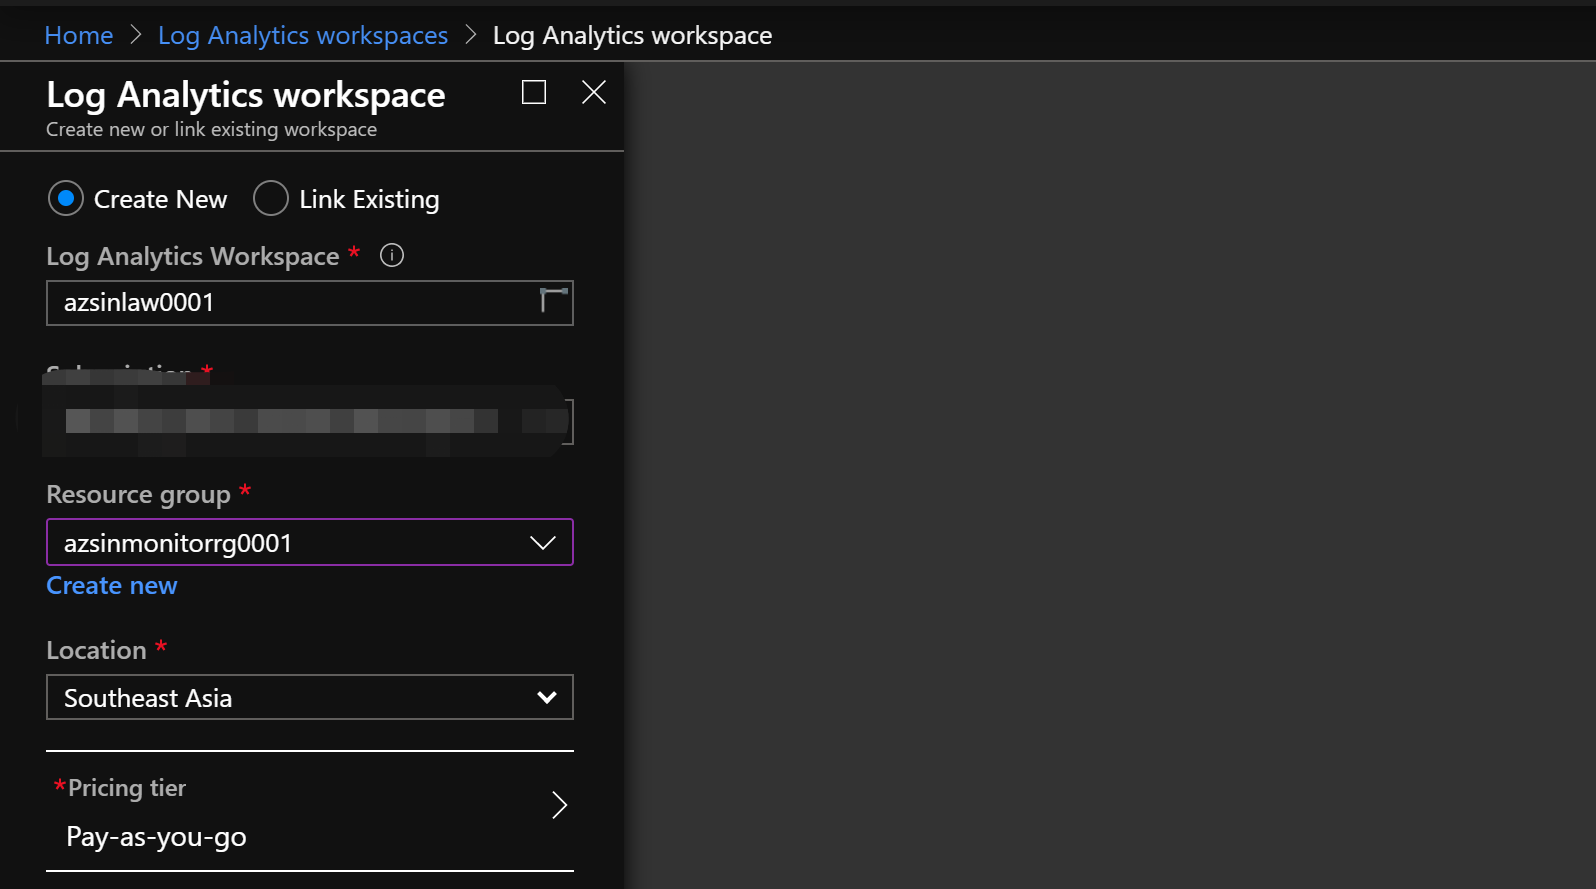 Home > Log Analytics workspaces > Log Analytics workspace
Log Analytics workspace
Create new or link existing workspace
Create New Link Existing
Log Analytics Workspace *
azsinlaw0001
*
Resource group *
azsinmonitorrg0001
Create new
Location *
Southeast Asia
*Pricing tier
Pay-as-you-go